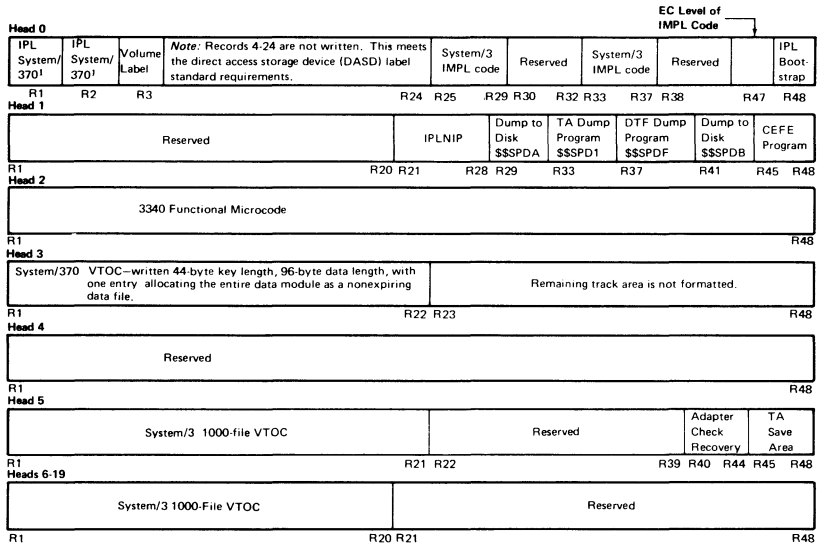 EC Level of
IMPL Code
Head 0
IPL System/ 370¹
IPL System/ 370¹
Volume Label
Note: Records 4-24 are not written. This meets
the direct access storage device (DASD) label
standard requirements.
System/3 IMPL code
Reserved
System/3 IMPL code
Reserved
IPL Boot- strap
R1 R2 R3 R24 R25 R29 R30 R32 R33 R37 R38 R47 R48
Head 1
Reserved
IPLNIP
Dump to Disk $$SPDA
TA Dump Program $$SPD1
DTF Dump Program $$SPDF
Dump to Disk $$SPDB
CEFE Program
R1 R20 R21 R28 R29 R33 R37 R41 R45 R48
Head 2
3340 Functional Microcode
R1 R48
Head 3
System/370 VTOC—written 44-byte key length, 96-byte data length, with
one entry allocating the entire data module as a nonexpiring
data file.
Remaining track area is not formatted.
R1 R22 R23 R48
Head 4
Reserved
R1 R48
Head 5
System/3 1000-file VTOC
Reserved
Adapter Check Recovery
TA Save Area
R1 R21 R22 R39 R40 R44 R45 R48
Heads 6-19
System/3 1000-File VTOC
Reserved
R1 R20 R21 R48